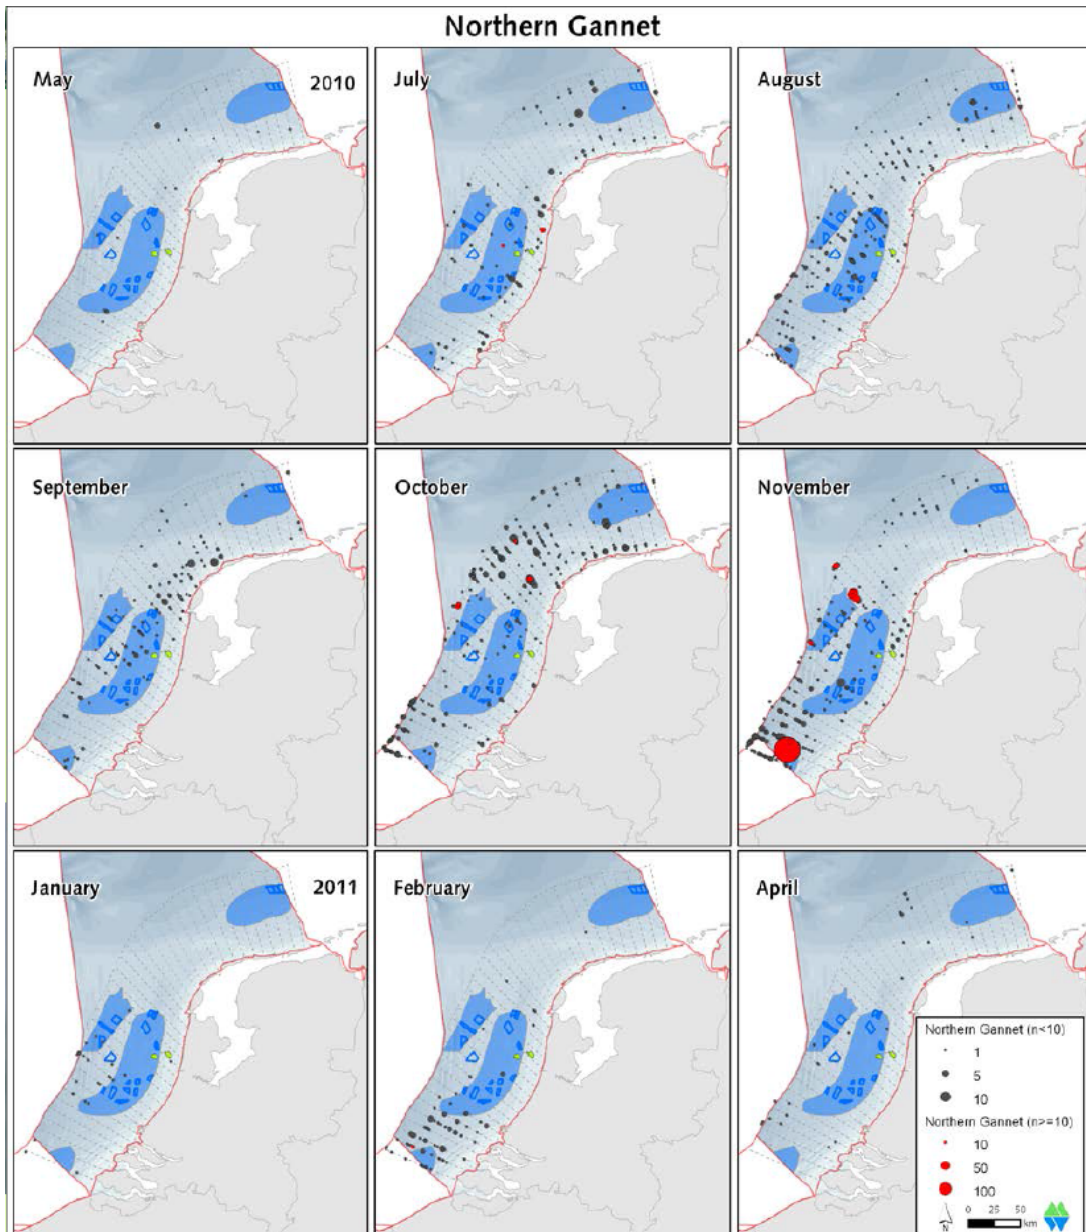 Northern Gannet
May
2010
July
August
September
October
November
January
2011
February
April
Northern Gannet (n<10)
1
5
10
Northern Gannet (n>=10)
10
50
100
N
0 25 50
km